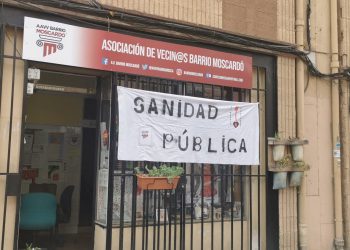 AAVV BARRIO
MOSCARDÓ
ASOCIACIÓN DE VECIN@S BARRIO MOSCARDÓ
SANIDAD
PÚBLICA